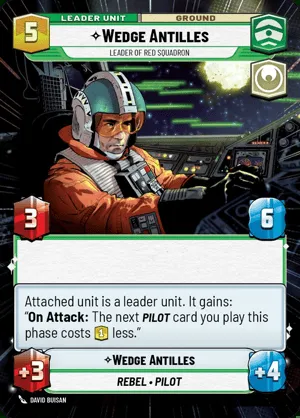 LEADER UNIT
GROUND
5
✧WEDGE ANTILLES
LEADER OF RED SQUADRON
3
6
Attached unit is a leader unit. It gains:
“On Attack: The next PILOT card you play this
phase costs 1 less.”
✧WEDGE ANTILLES
+3
REBEL • PILOT
+4
DAVID BUISAN